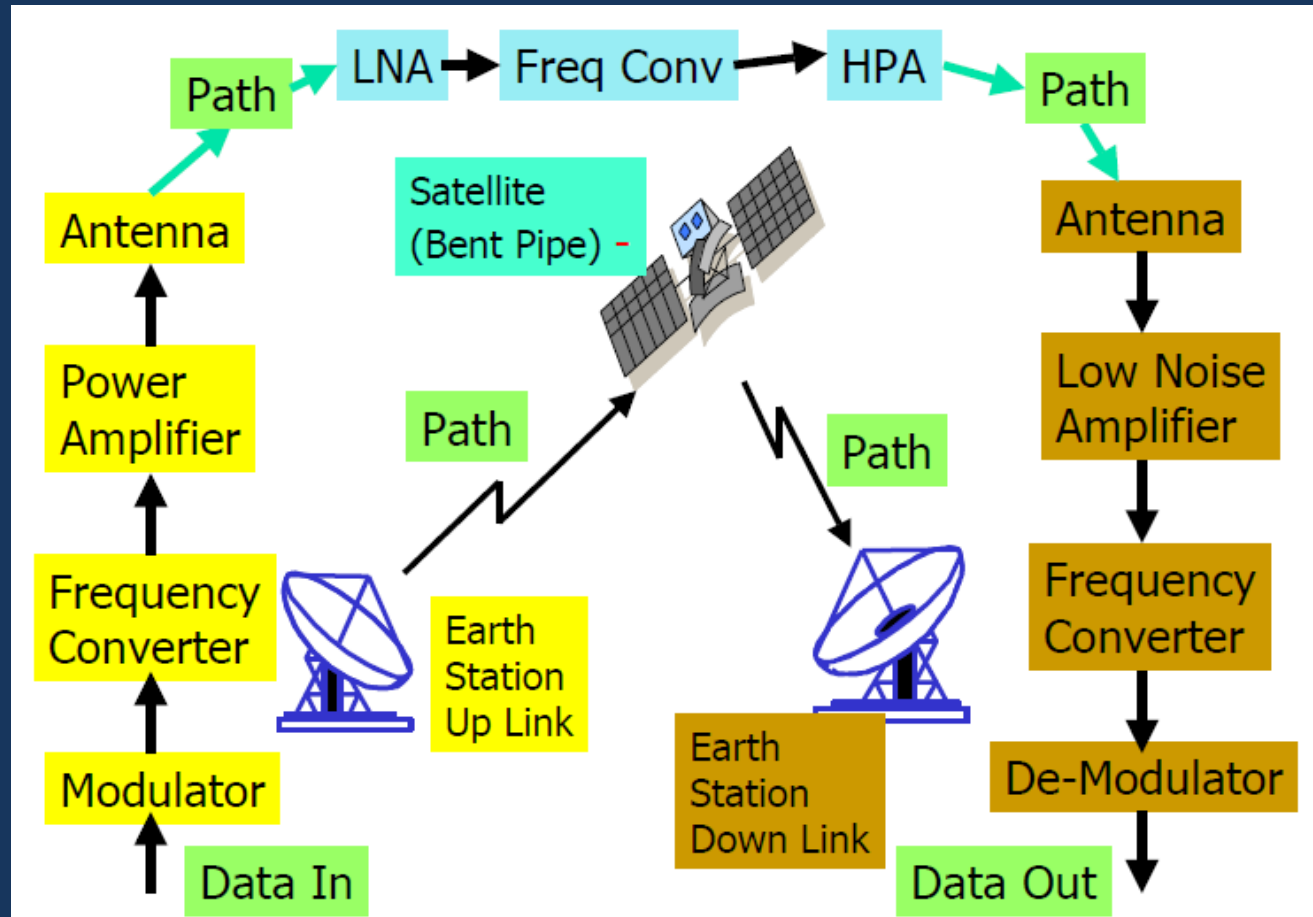 LNA
Freq Conv
HPA
Path
Path
Satellite
(Bent Pipe) -
Antenna
Antenna
Power
Amplifier
Low Noise
Amplifier
Path
Path
Frequency
Converter
Frequency
Converter
Earth
Station
Up Link
Earth
Station
Down Link
Modulator
De-Modulator
Data In
Data Out